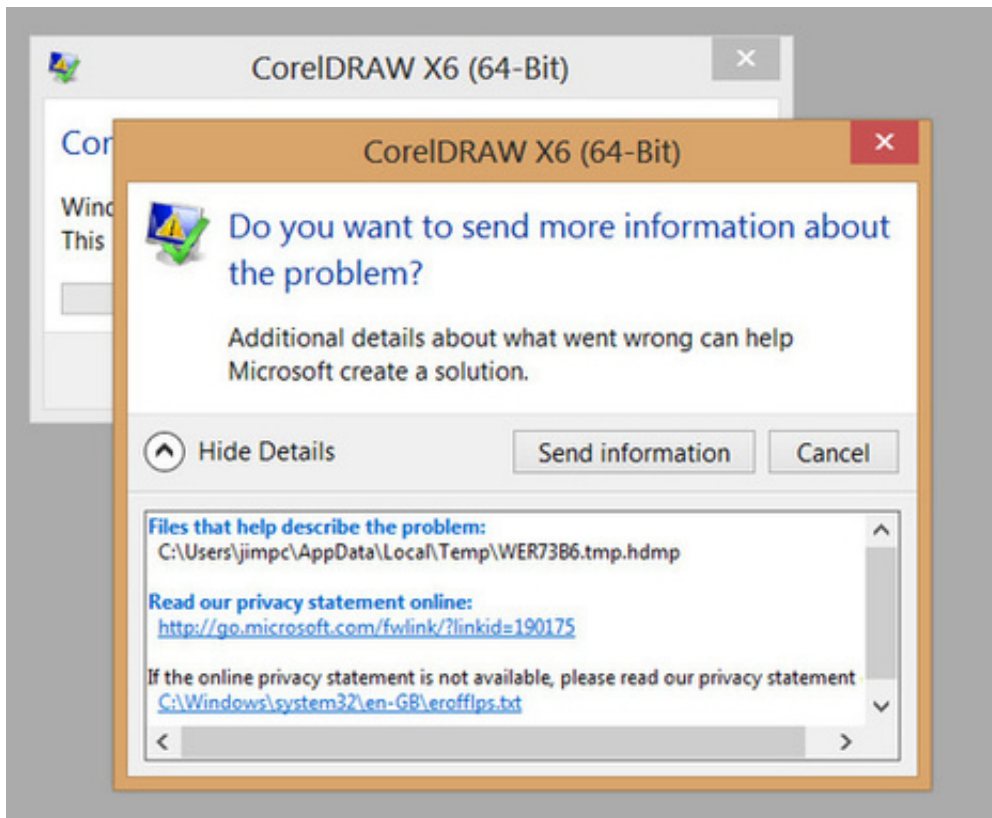 CorelDRAW X6 (64-Bit)
CorelDRAW X6 (64-Bit)
Do you want to send more information about
the problem?
Additional details about what went wrong can help
Microsoft create a solution.
This
Hide Details
Send information
Cancel
Files that help describe the problem:
C:\Users\jimpc\AppData\Local\Temp\WER73B6.tmp.hdmp
Read our privacy statement online:
http://go.microsoft.com/fwlink/?linkid=190175
If the online privacy statement is not available, please read our privacy statement
C:\Windows\system32\en-GB\erofflps.txt